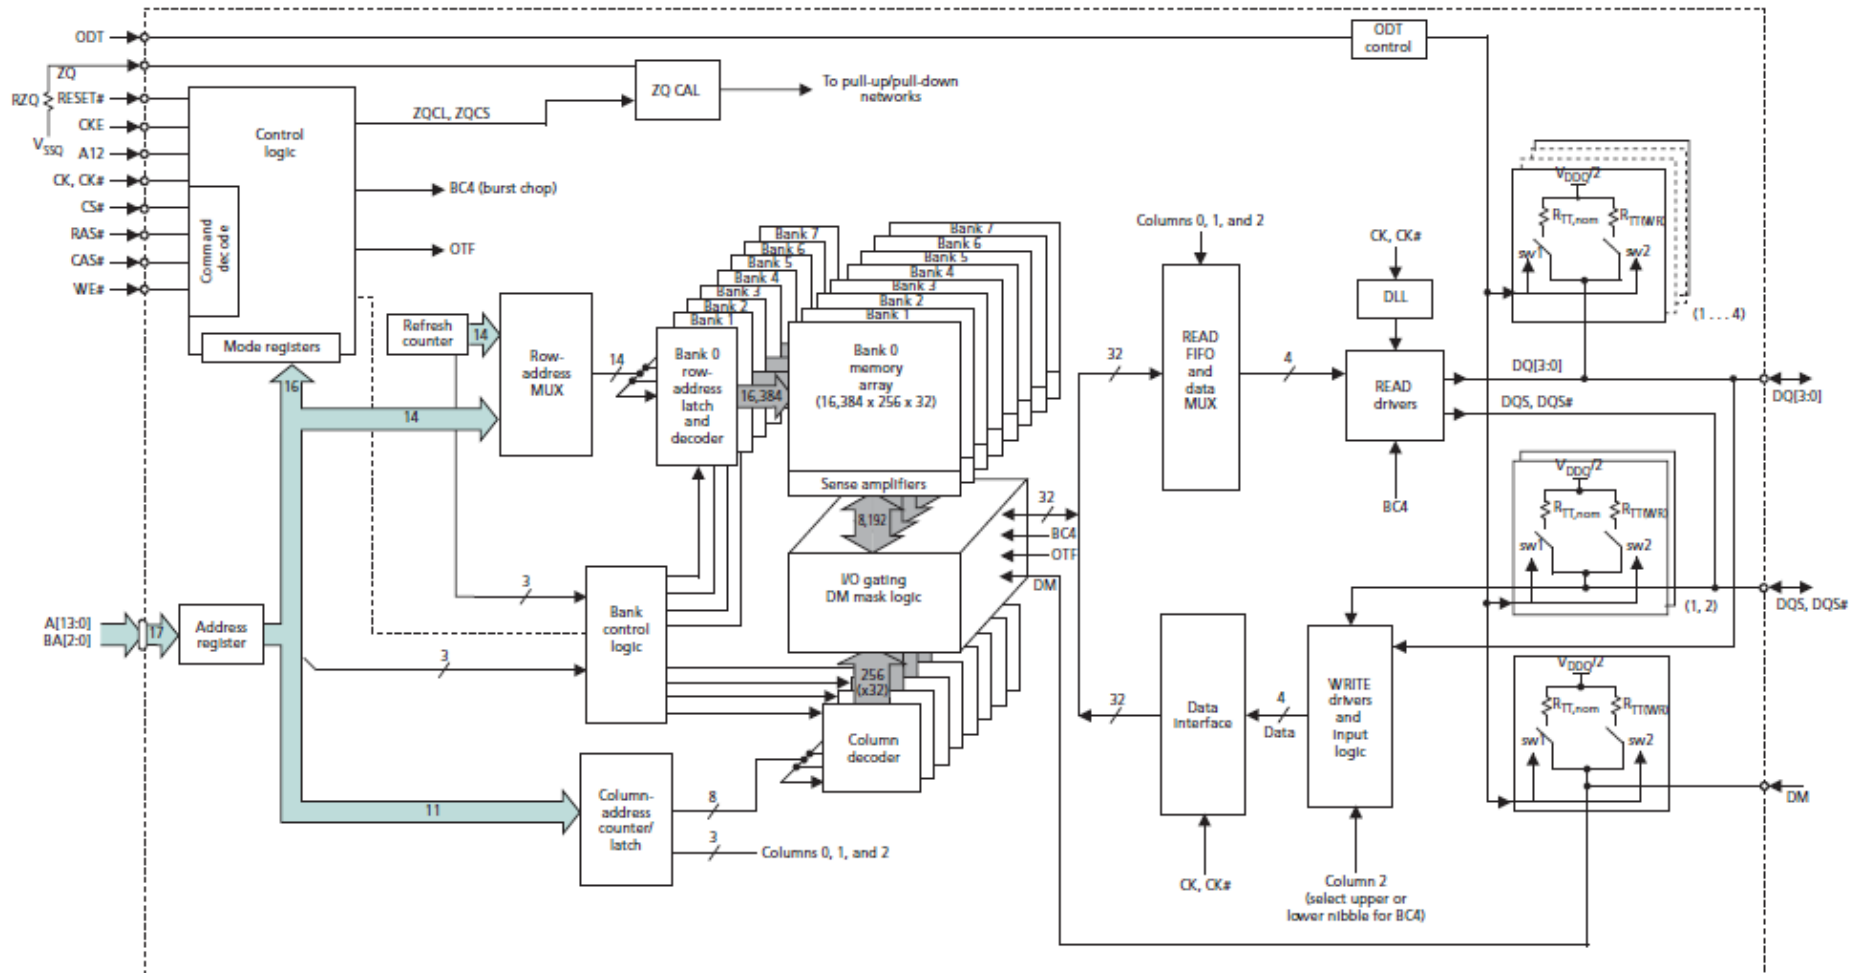 ODT
ODT
control
ZQ
RZQ
VSSQ
RESET#
CKE
A12
CK, CK#
CS#
RAS#
CAS#
WE#
Control
logic
Command
decode
Mode registers
ZQCL, ZQCS
ZQ CAL
To pull-up/pull-down
networks
BC4 (burst chop)
OTF
Refresh
counter
14
16
14
Row-
address
MUX
14
Bank 7
Bank 6
Bank 5
Bank 4
Bank 3
Bank 2
Bank 1
Bank 0
row-
address
latch
and
decoder
16,384
Bank 7
Bank 6
Bank 5
Bank 4
Bank 3
Bank 2
Bank 1
Bank 0
memory
array
(16,384 x 256 x 32)
Sense amplifiers
8,192
I/O gating
DM mask logic
32
BC4
OTF
DM
256
(x32)
Column
decoder
A[13:0]
BA[2:0]
17
Address
register
3
3
Bank
control
logic
11
Column-
address
counter/
latch
8
3
Columns 0, 1, and 2
Columns 0, 1, and 2
32
READ
FIFO
and
data
MUX
4
CK, CK#
DLL
READ
drivers
BC4
DQ[3:0]
DQS, DQS#
VDDQ/2
RTT,nom
RTT(WR)
sw1
sw2
(1 . . . 4)
DQ[3:0]
VDDQ/2
RTT,nom
RTT(WR)
sw1
sw2
(1, 2)
DQS, DQS#
VDDQ/2
RTT,nom
RTT(WR)
sw1
sw2
DM
32
Data
interface
4
Data
WRITE
drivers
and
input
logic
CK, CK#
Column 2
(select upper or
lower nibble for BC4)